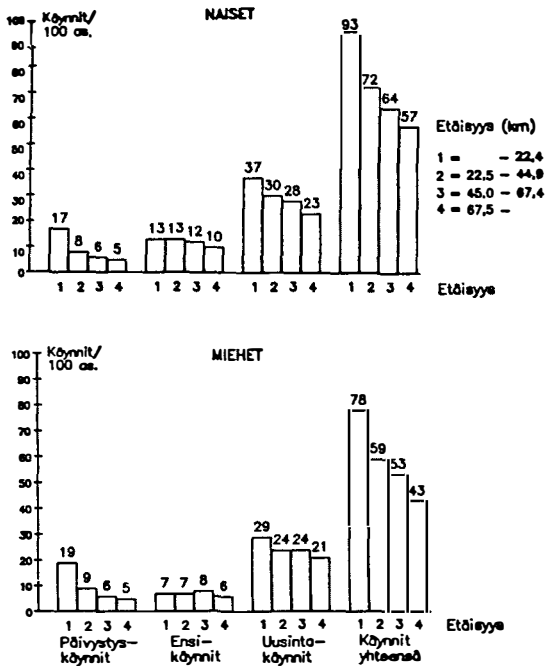 Käynnit/
100 as.
NAISET
100
90
80
70
60
50
40
30
20
10
0
17 8 6 5
13 13 12 10
37 30 28 23
93 72 64 57
1 2 3 4 1 2 3 4 1 2 3 4 1 2 3 4 Etäisyys
Etäisyys (km)
1 = - 22,4
2 = 22,5 - 44,9
3 = 45,0 - 67,4
4 = 67,5 -
Käynnit/
100 as.
MIEHET
100
90
80
70
60
50
40
30
20
10
0
19 9 6 5
7 7 8 6
29 24 24 21
78 59 53 43
1 2 3 4 1 2 3 4 1 2 3 4 1 2 3 4 Etäisyys
Päivystys- Ensi- Uusinta- Käynnit
käynnit käynnit käynnit yhteensä